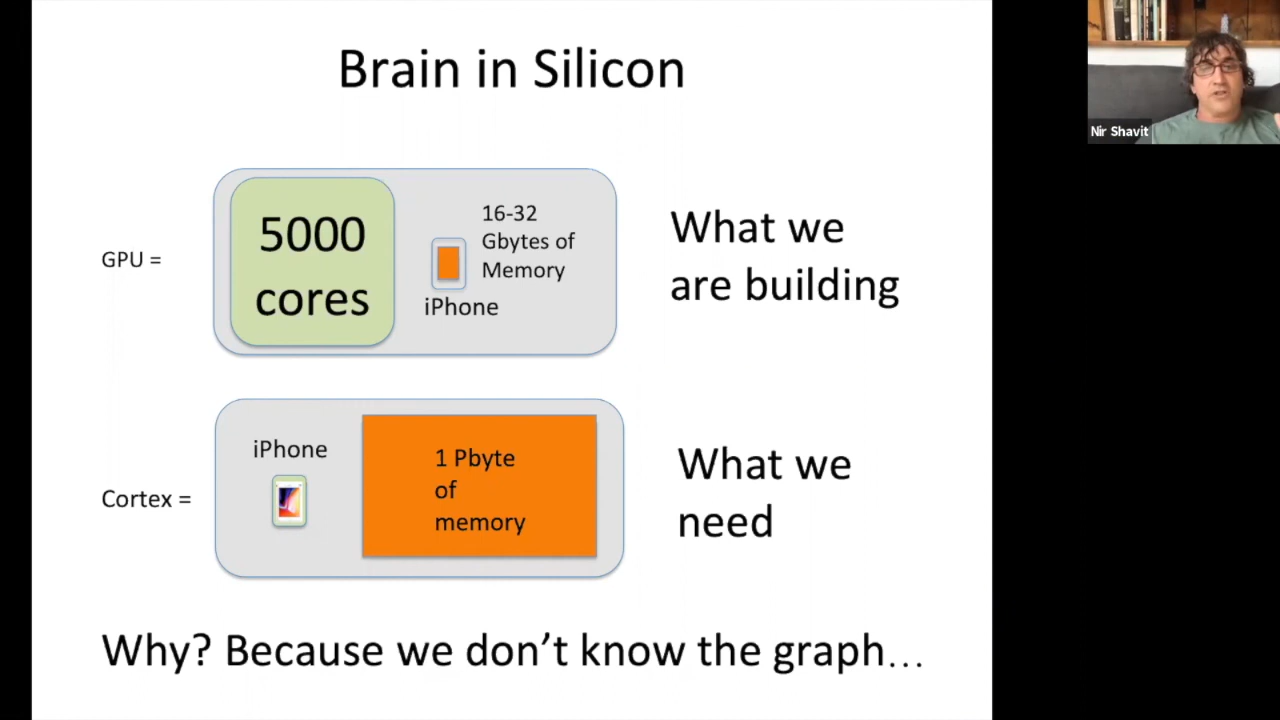 Brain in Silicon
GPU =
5000
cores
16-32
Gbytes of
Memory
iPhone
What we
are building
Cortex =
iPhone
1 Pbyte
of
memory
What we
need
Why? Because we don’t know the graph…
Nir Shavit